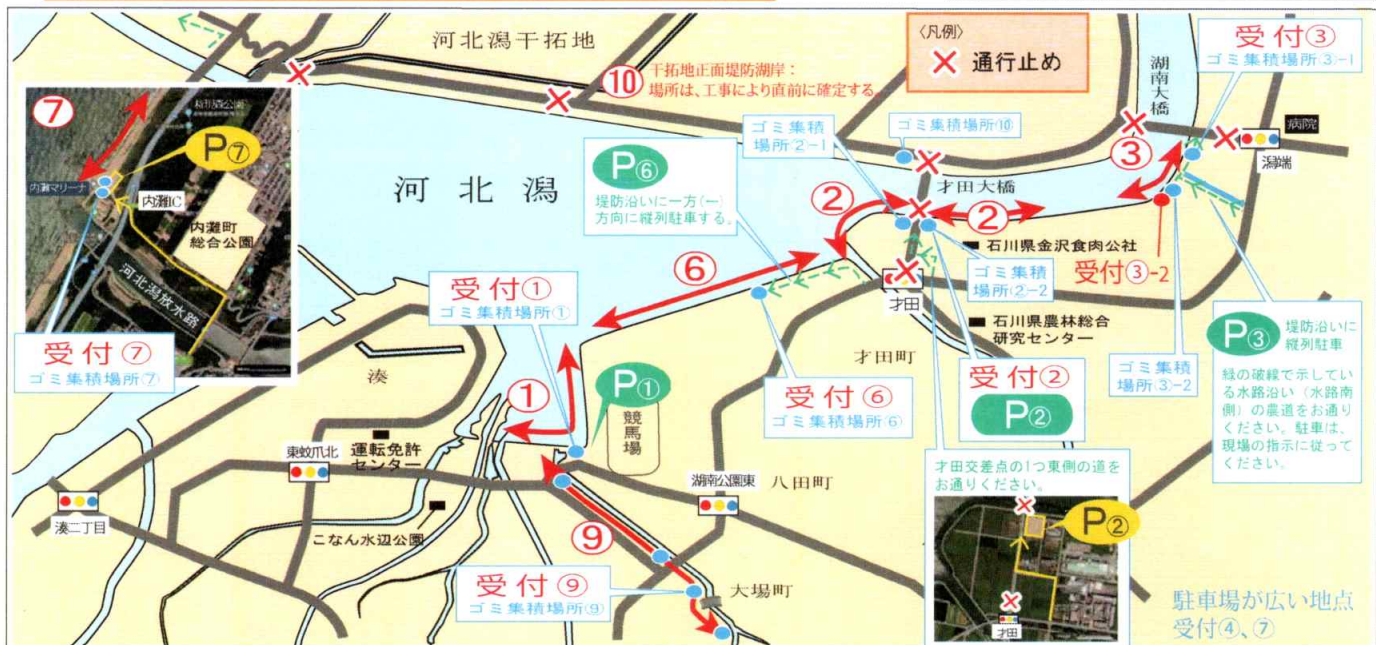 河北潟干拓地
⑩ 干拓地正面堤防湖岸：
場所は、工事により直前に確定する。
〈凡例〉
通行止め
湖南大橋
受付③
ゴミ集積場所③-1
病院
潟端
⑦
P⑦
内灘マリーナ
内灘IC
内灘町
総合公園
河北潟放水路
受付⑦
ゴミ集積場所⑦
河北潟
P⑥
堤防沿いに一方(←)
方向に縦列駐車する。
ゴミ集積
場所②-1
ゴミ集積場所⑩
才田大橋
②
②
③
⑥
石川県金沢食肉公社
ゴミ集積
場所②-2
受付③-2
才田
石川県農林総合
研究センター
ゴミ集積
場所③-2
P③
堤防沿いに
縦列駐車
緑の破線で示してい
る水路沿い（水路南
側）の農道をお通り
ください。駐車は、
現場の指示に従って
ください。
受付①
ゴミ集積場所①
湊
①
P①
競馬場
受付⑥
ゴミ集積場所⑥
才田町
受付②
P②
才田交差点の1つ東側の道を
お通りください。
P②
才田
東蚊爪北
運転免許
センター
湊二丁目
こなん水辺公園
八田町
湖南公園東
⑨
受付⑨
ゴミ集積場所⑨
大場町
駐車場が広い地点
受付④、⑦